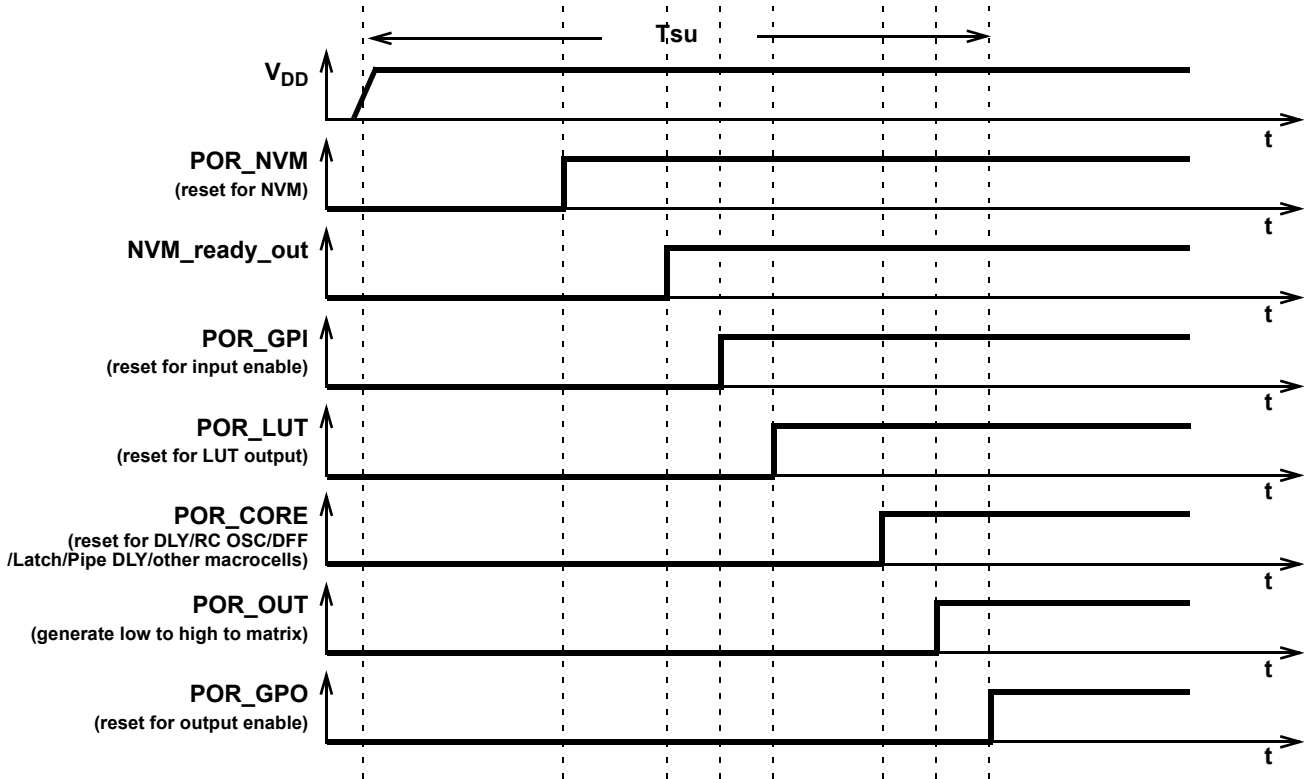 Tsu
VDD
t
POR_NVM
(reset for NVM)
t
NVM_ready_out
t
POR_GPI
(reset for input enable)
t
POR_LUT
(reset for LUT output)
t
POR_CORE
(reset for DLY/RC OSC/DFF
/Latch/Pipe DLY/other macrocells)
t
POR_OUT
(generate low to high to matrix)
t
POR_GPO
(reset for output enable)
t